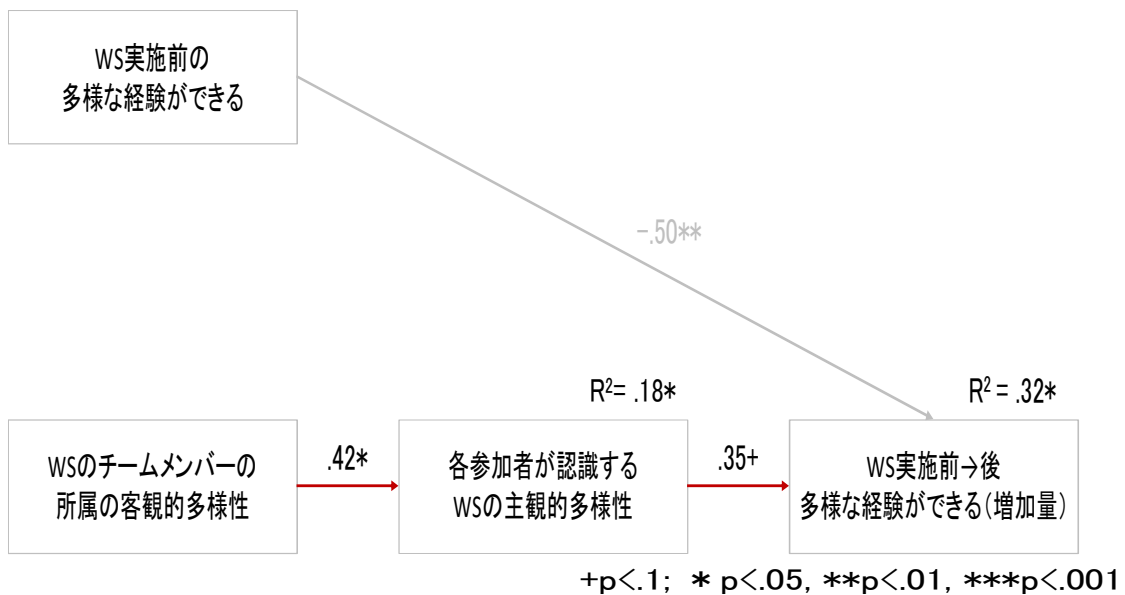 WS実施前の
多様な経験ができる
-.50**
R²= .18*
R² = .32*
WSのチームメンバーの
所属の客観的多様性
.42*
各参加者が認識する
WSの主観的多様性
.35+
WS実施前→後
多様な経験ができる(増加量)
+p<.1; * p<.05, **p<.01, ***p<.001